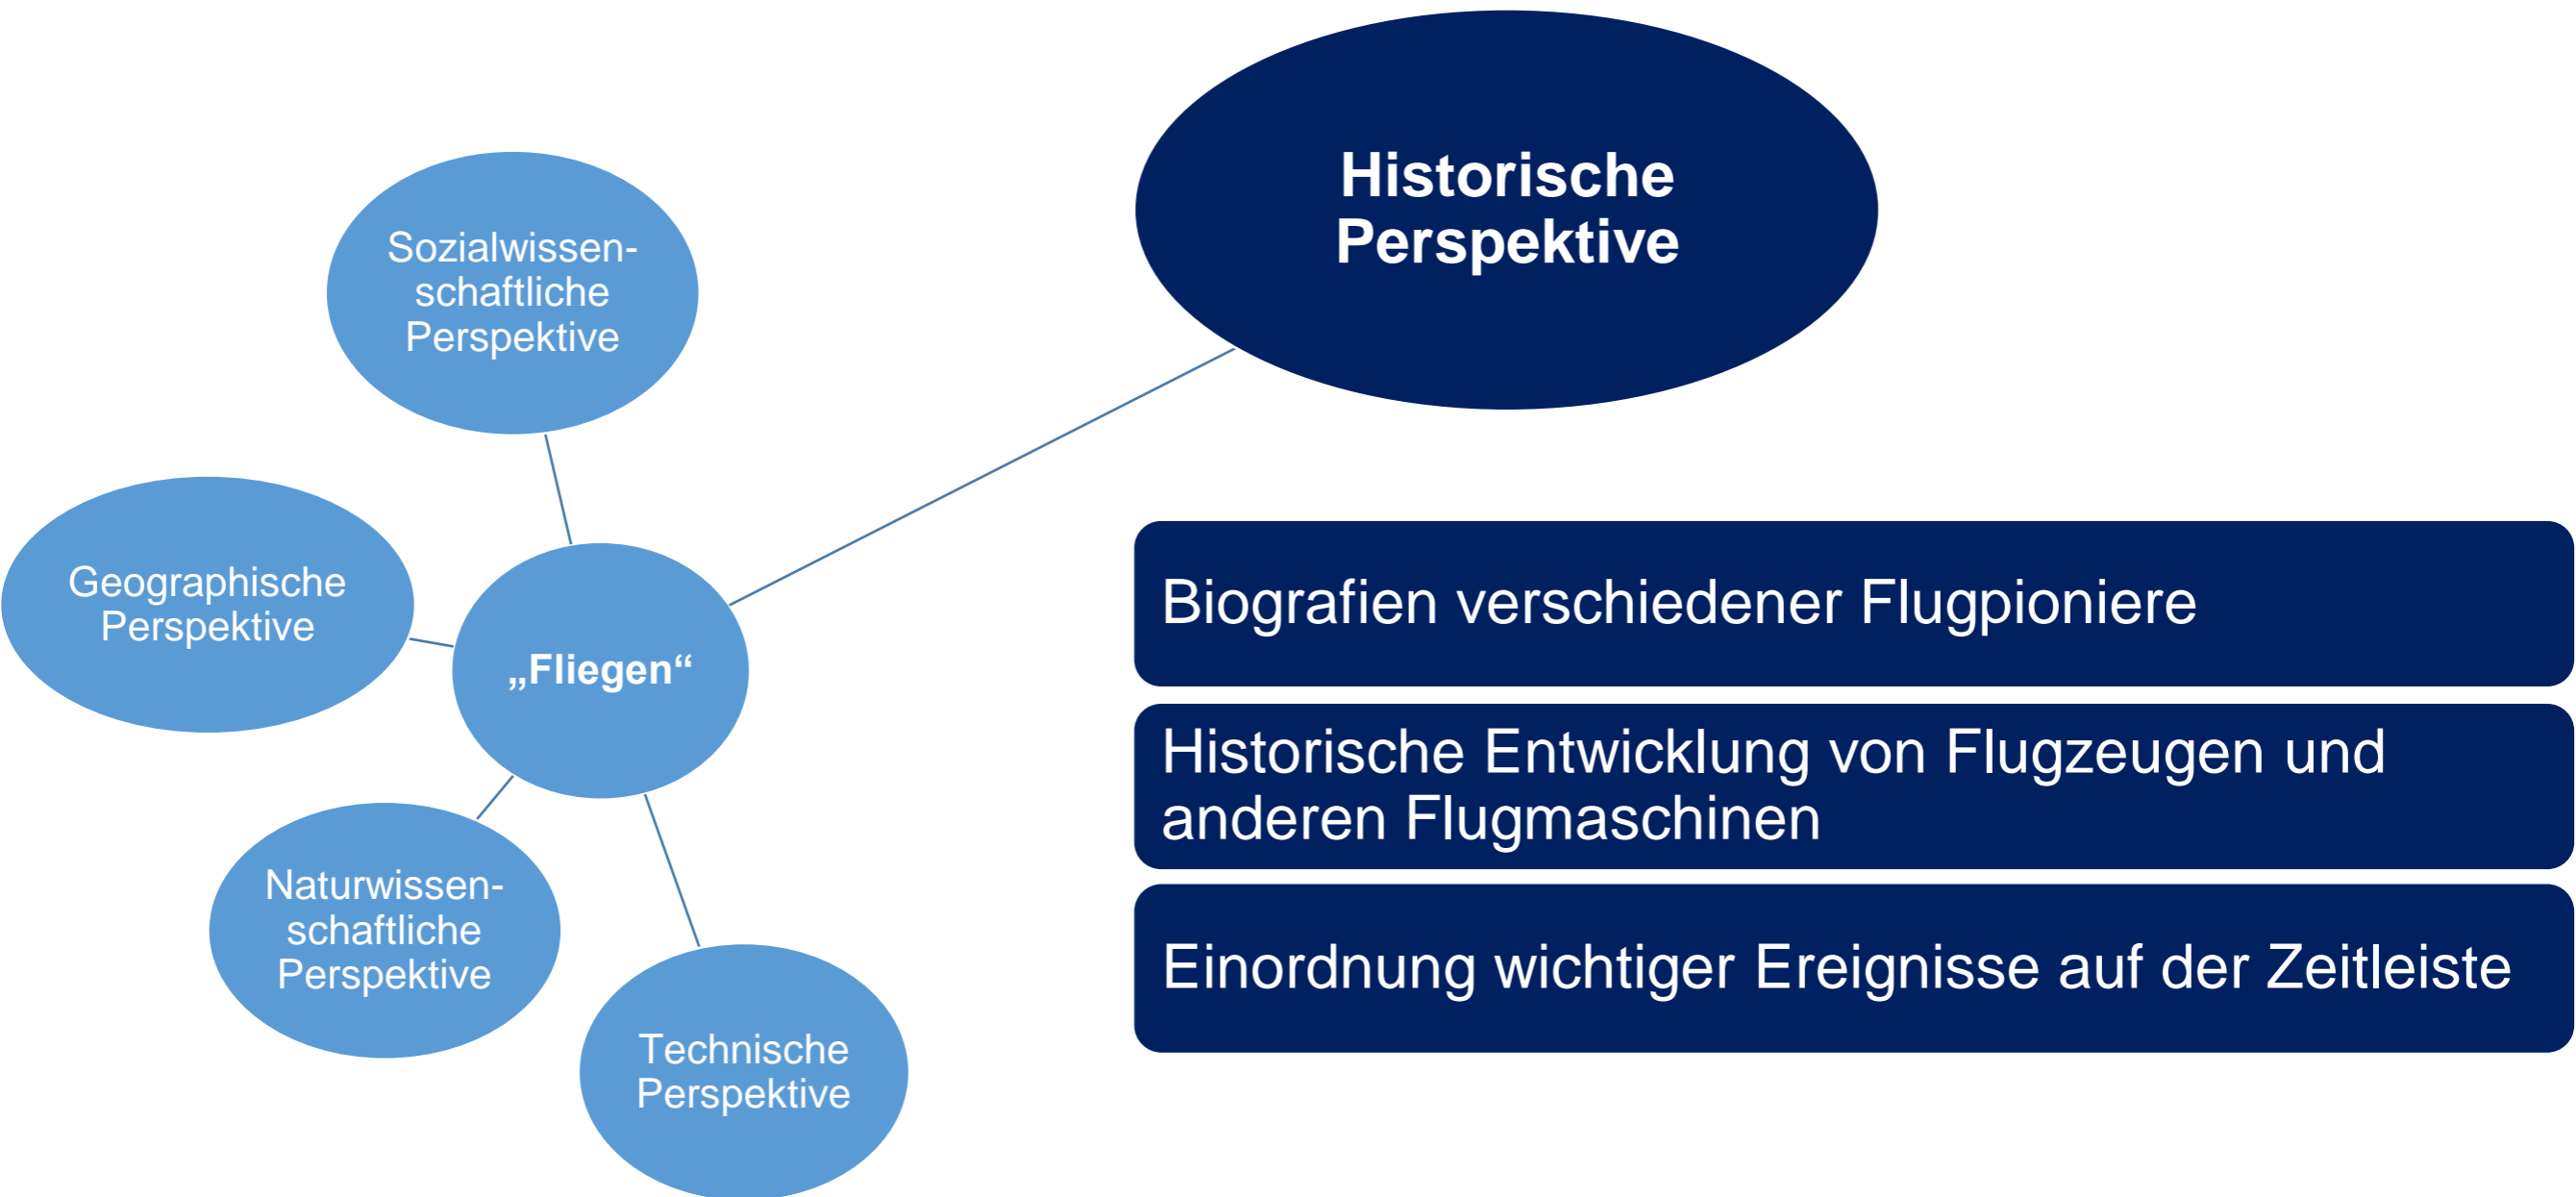 Historische
Perspektive
Sozialwissen-
schaftliche
Perspektive
Geographische
Perspektive
„Fliegen“
Naturwissen-
schaftliche
Perspektive
Technische
Perspektive
Biografien verschiedener Flugpioniere
Historische Entwicklung von Flugzeugen und
anderen Flugmaschinen
Einordnung wichtiger Ereignisse auf der Zeitleiste